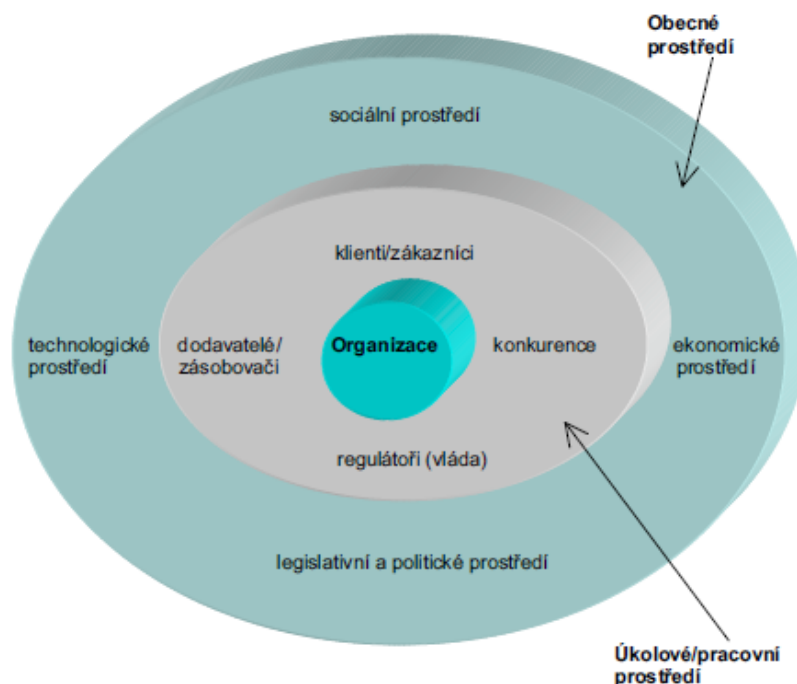 Obecné
prostředí
sociální prostředí
klienti/zákazníci
technologické
prostředí
dodavatelé/
zásobovači
Organizace
konkurence
ekonomické
prostředí
regulátoři (vláda)
legislativní a politické prostředí
Úkolové/pracovní
prostředí